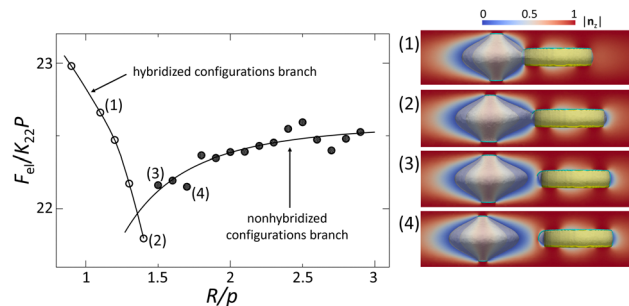 0 0.5 1 |n_z|
(1)
(2)
(3)
(4)
23
22
F_el/K_22P
hybridized configurations branch
(1)
(2)
(3)
(4)
nonhybridized
configurations branch
1 1.5 2 2.5 3
R/p